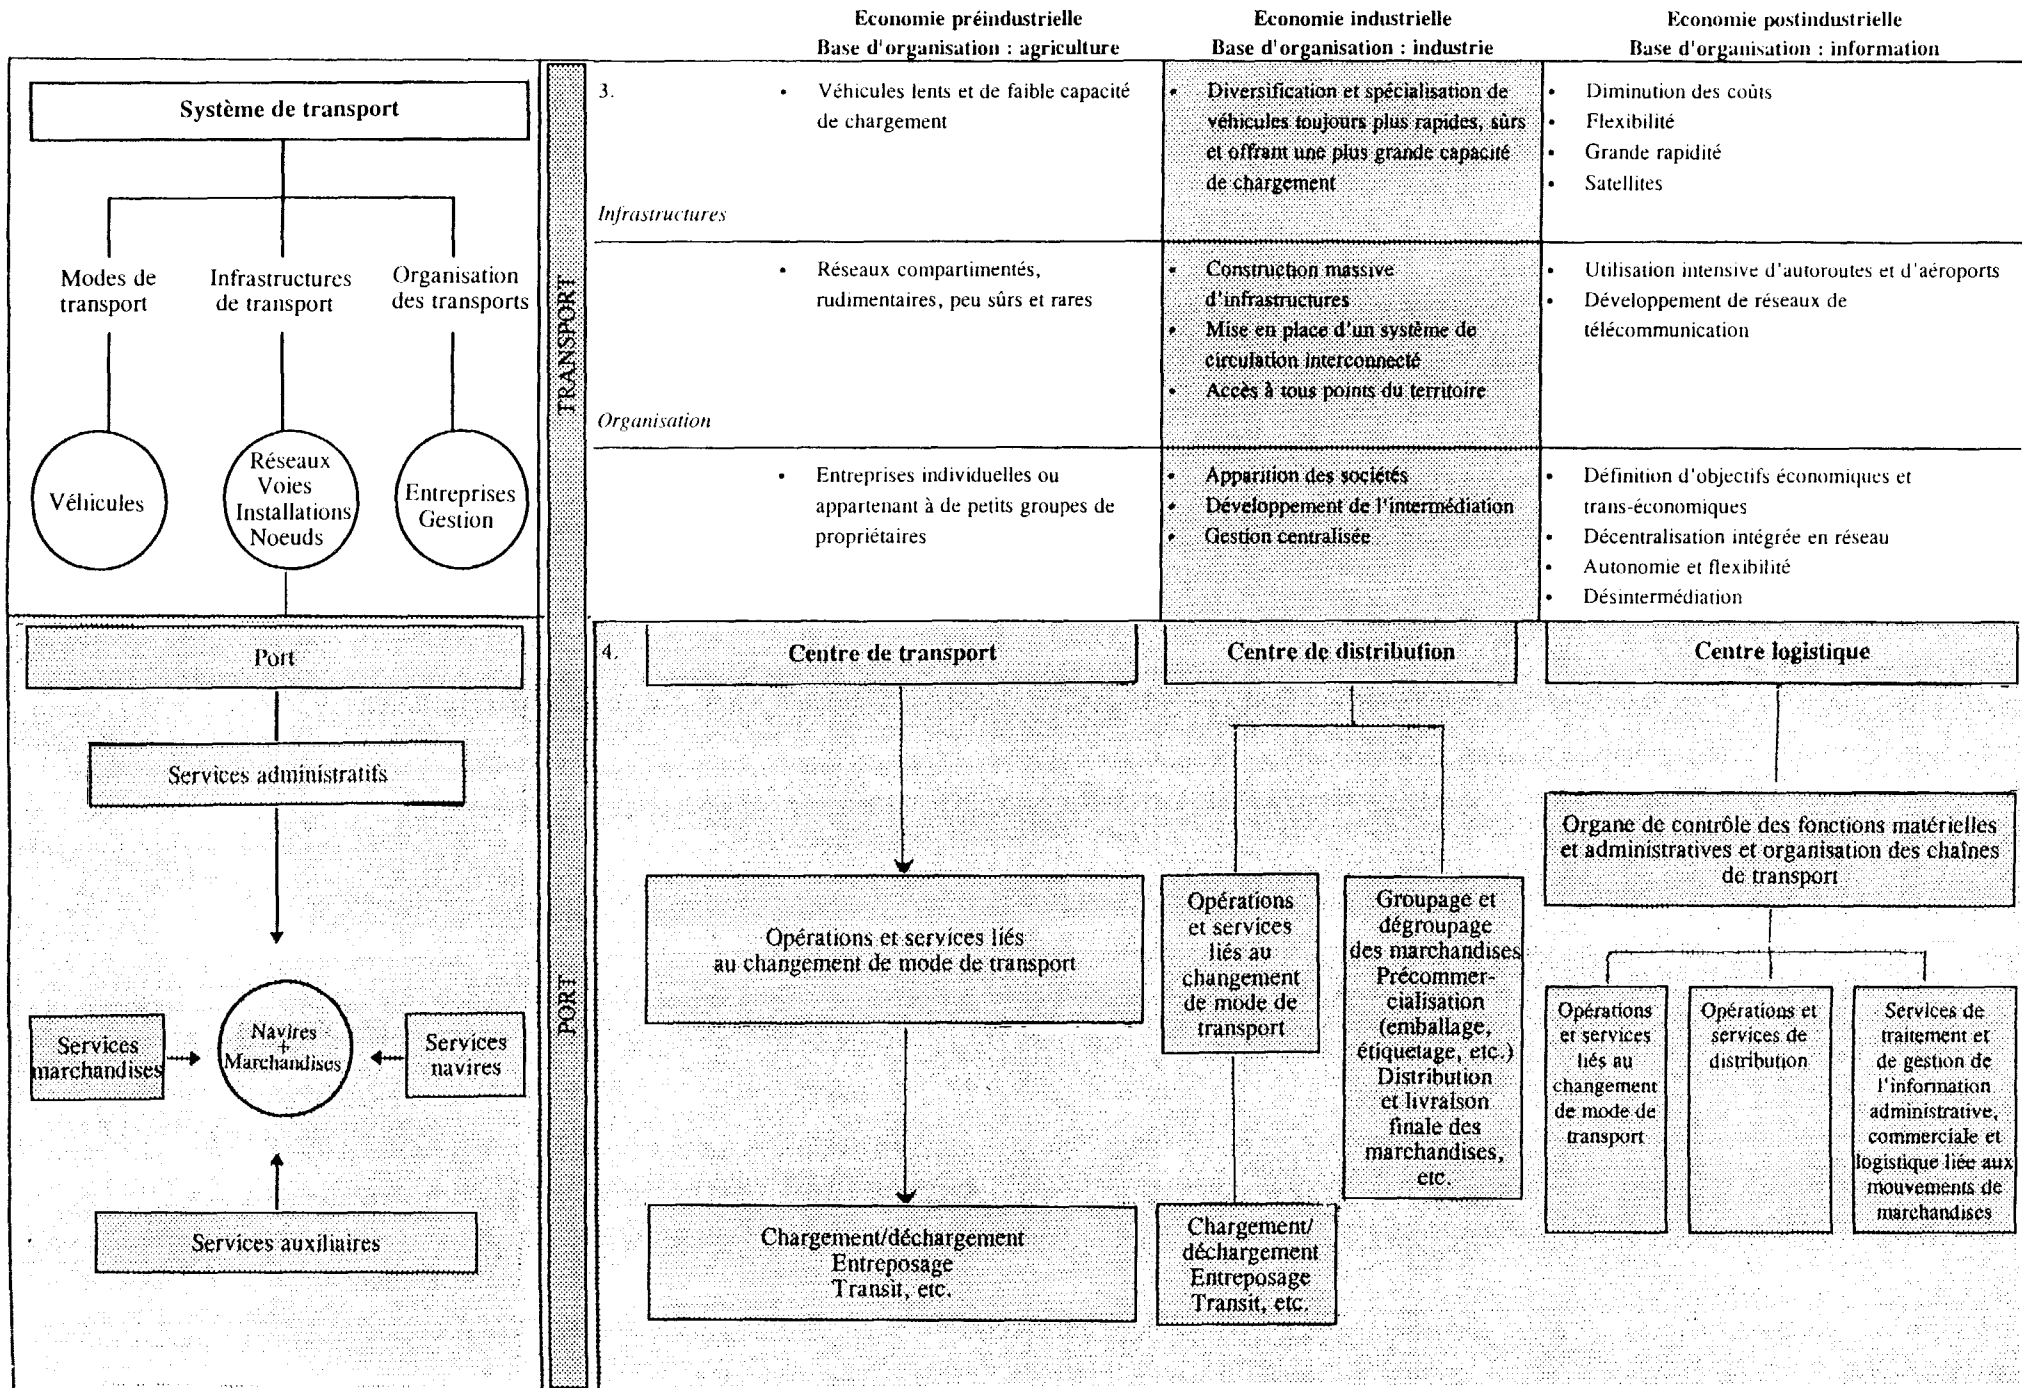 Economie préindustrielle
Base d'organisation : agriculture
Economie industrielle
Base d'organisation : industrie
Economie postindustrielle
Base d'organisation : information
Système de transport
Modes de
transport
Infrastructures
de transport
Organisation
des transports
Véhicules
Réseaux
Voies
Installations
Noeuds
Entreprises
Gestion
TRANSPORT
3.
• Véhicules lents et de faible capacité
de chargement
• Diversification et spécialisation de
véhicules toujours plus rapides, sûrs
et offrant une plus grande capacité
de chargement
• Diminution des coûts
• Flexibilité
• Grande rapidité
• Satellites
Infrastructures
• Réseaux compartimentés,
rudimentaires, peu sûrs et rares
• Construction massive
d'infrastructures
• Mise en place d'un système de
circulation interconnecté
• Accès à tous points du territoire
• Utilisation intensive d'autoroutes et d'aéroports
• Développement de réseaux de
télécommunication
Organisation
• Entreprises individuelles ou
appartenant à de petits groupes de
propriétaires
• Apparition des sociétés
• Développement de l'intermédiation
• Gestion centralisée
• Définition d'objectifs économiques et
trans-économiques
• Décentralisation intégrée en réseau
• Autonomie et flexibilité
• Désintermédiation
Port
Services administratifs
Services
marchandises
Navires
+
Marchandises
Services
navires
Services auxiliaires
PORT
4.
Centre de transport
Opérations et services liés
au changement de mode de transport
Chargement/déchargement
Entreposage
Transit, etc.
Centre de distribution
Opérations
et services
liés au
changement
de mode de
transport
Chargement/
déchargement
Entreposage
Transit, etc.
Groupage et
dégroupage
des marchandises
Précommer-
cialisation
(emballage,
étiquetage, etc.)
Distribution
et livraison
finale des
marchandises,
etc.
Centre logistique
Organe de contrôle des fonctions matérielles
et administratives et organisation des chaînes
de transport
Opérations
et services
liés au
changement
de mode de
transport
Opérations et
services de
distribution
Services de
traitement et
de gestion de
l'information
administrative,
commerciale et
logistique liée aux
mouvements de
marchandises